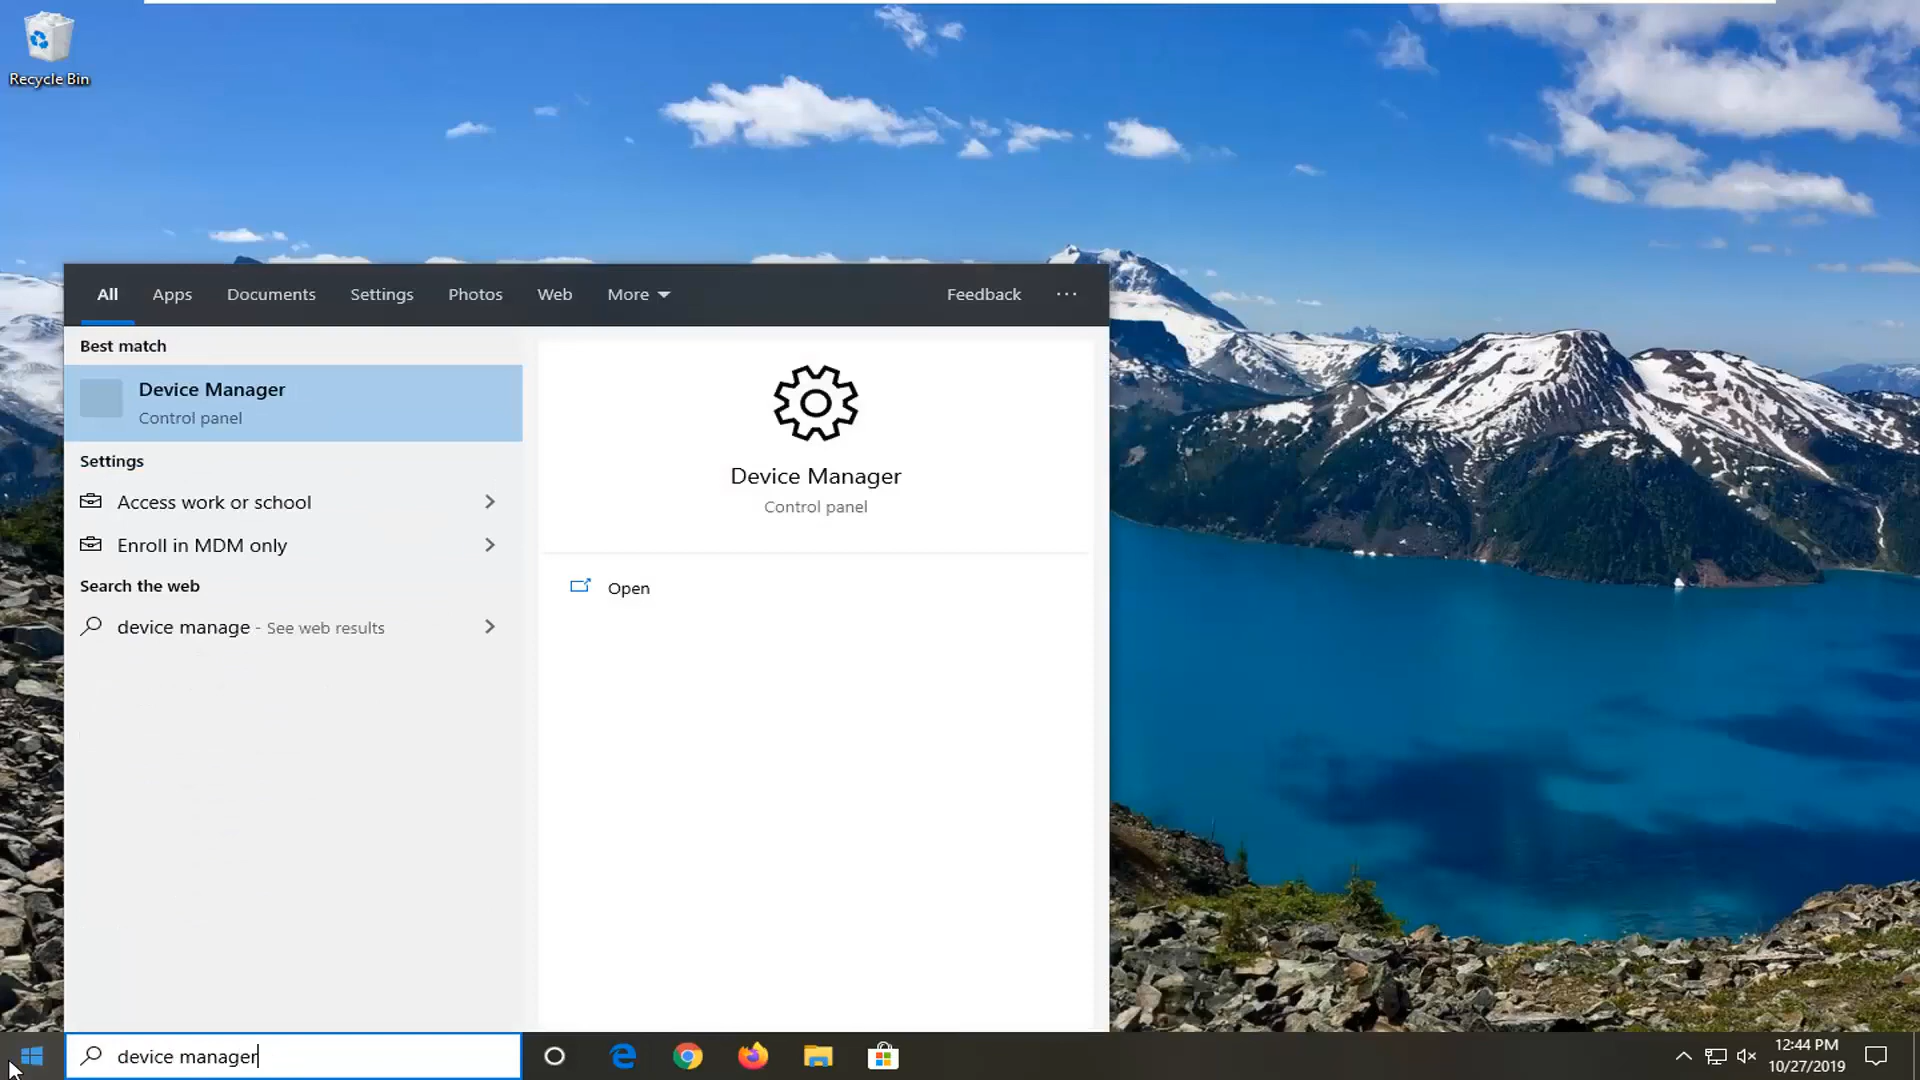 Recycle Bin
All Apps Documents Settings Photos Web More Feedback ...
Best match
Device Manager
Control panel
Settings
Access work or school
Enroll in MDM only
Search the web
device manage - See web results
Device Manager
Control panel
Open
device manager
12:44 PM
10/27/2019